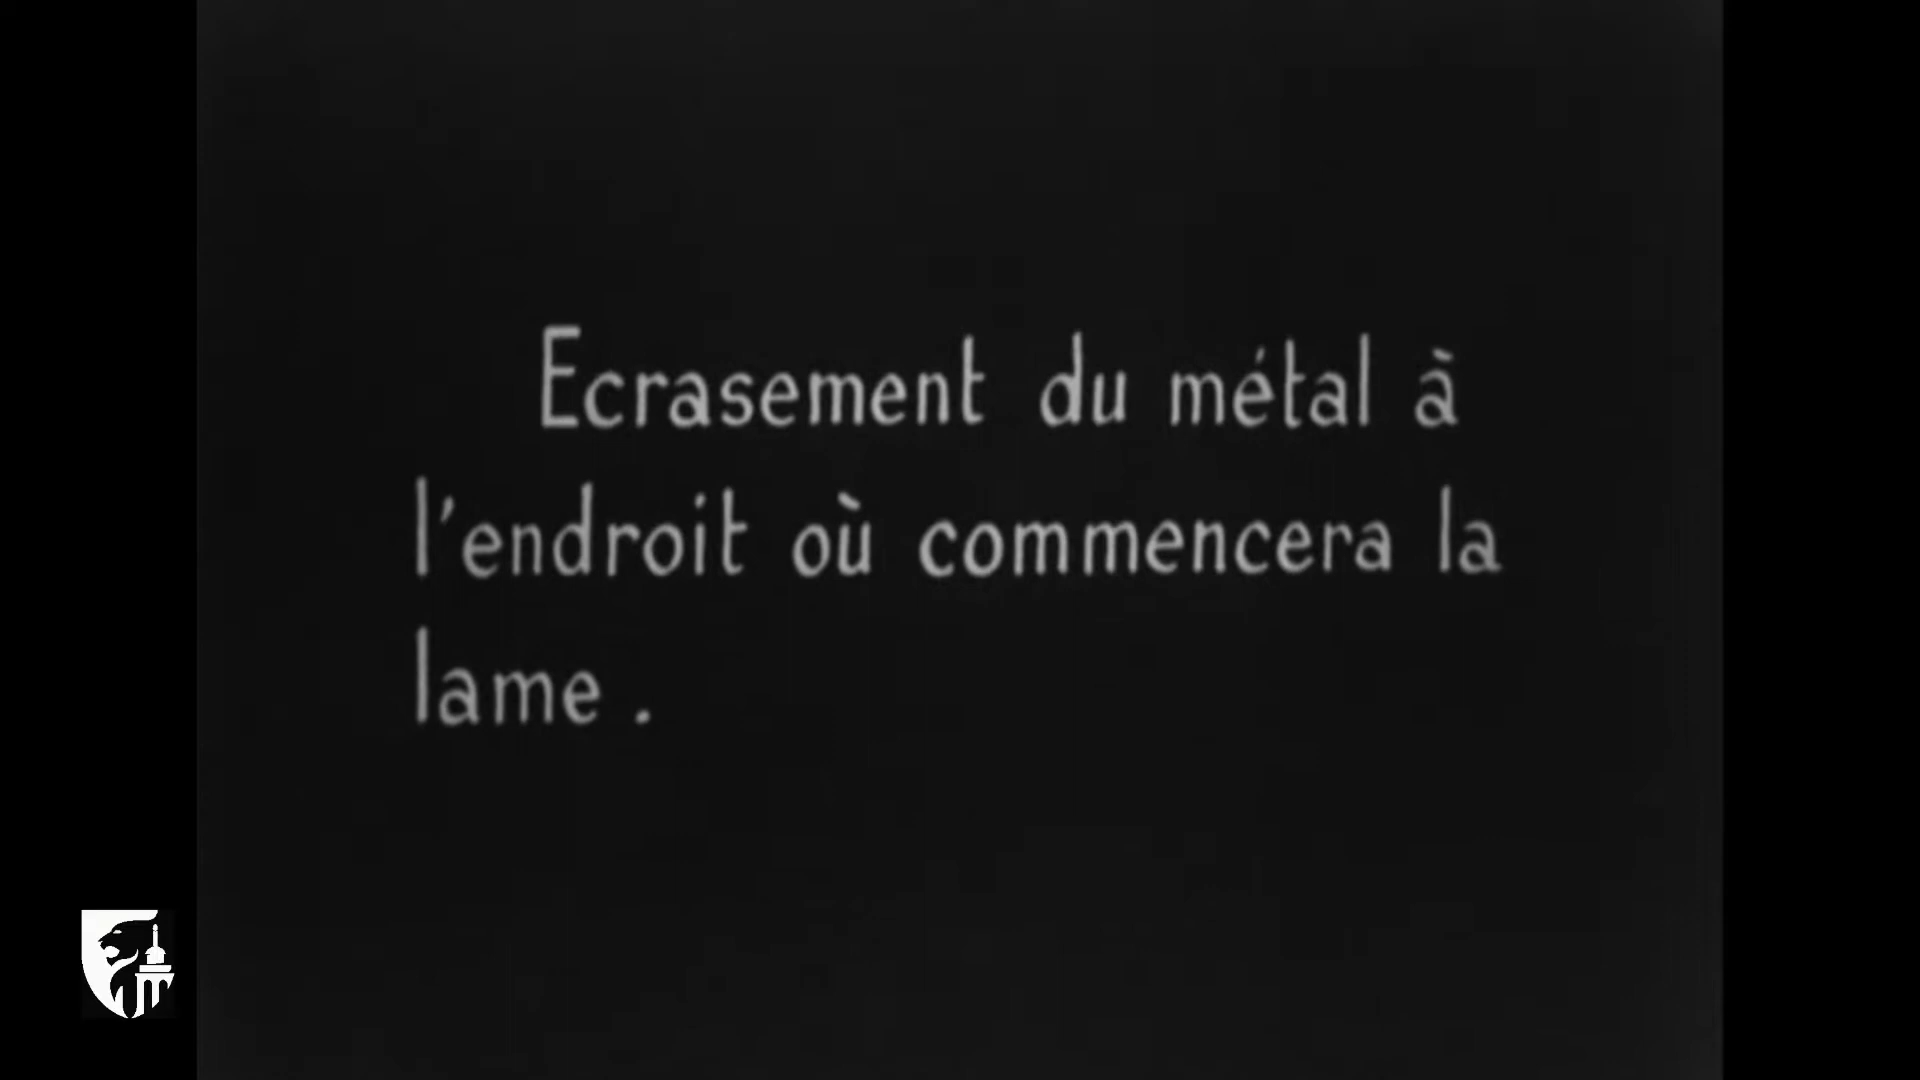 Ecrasement du métal à
l'endroit où commencera la
lame .